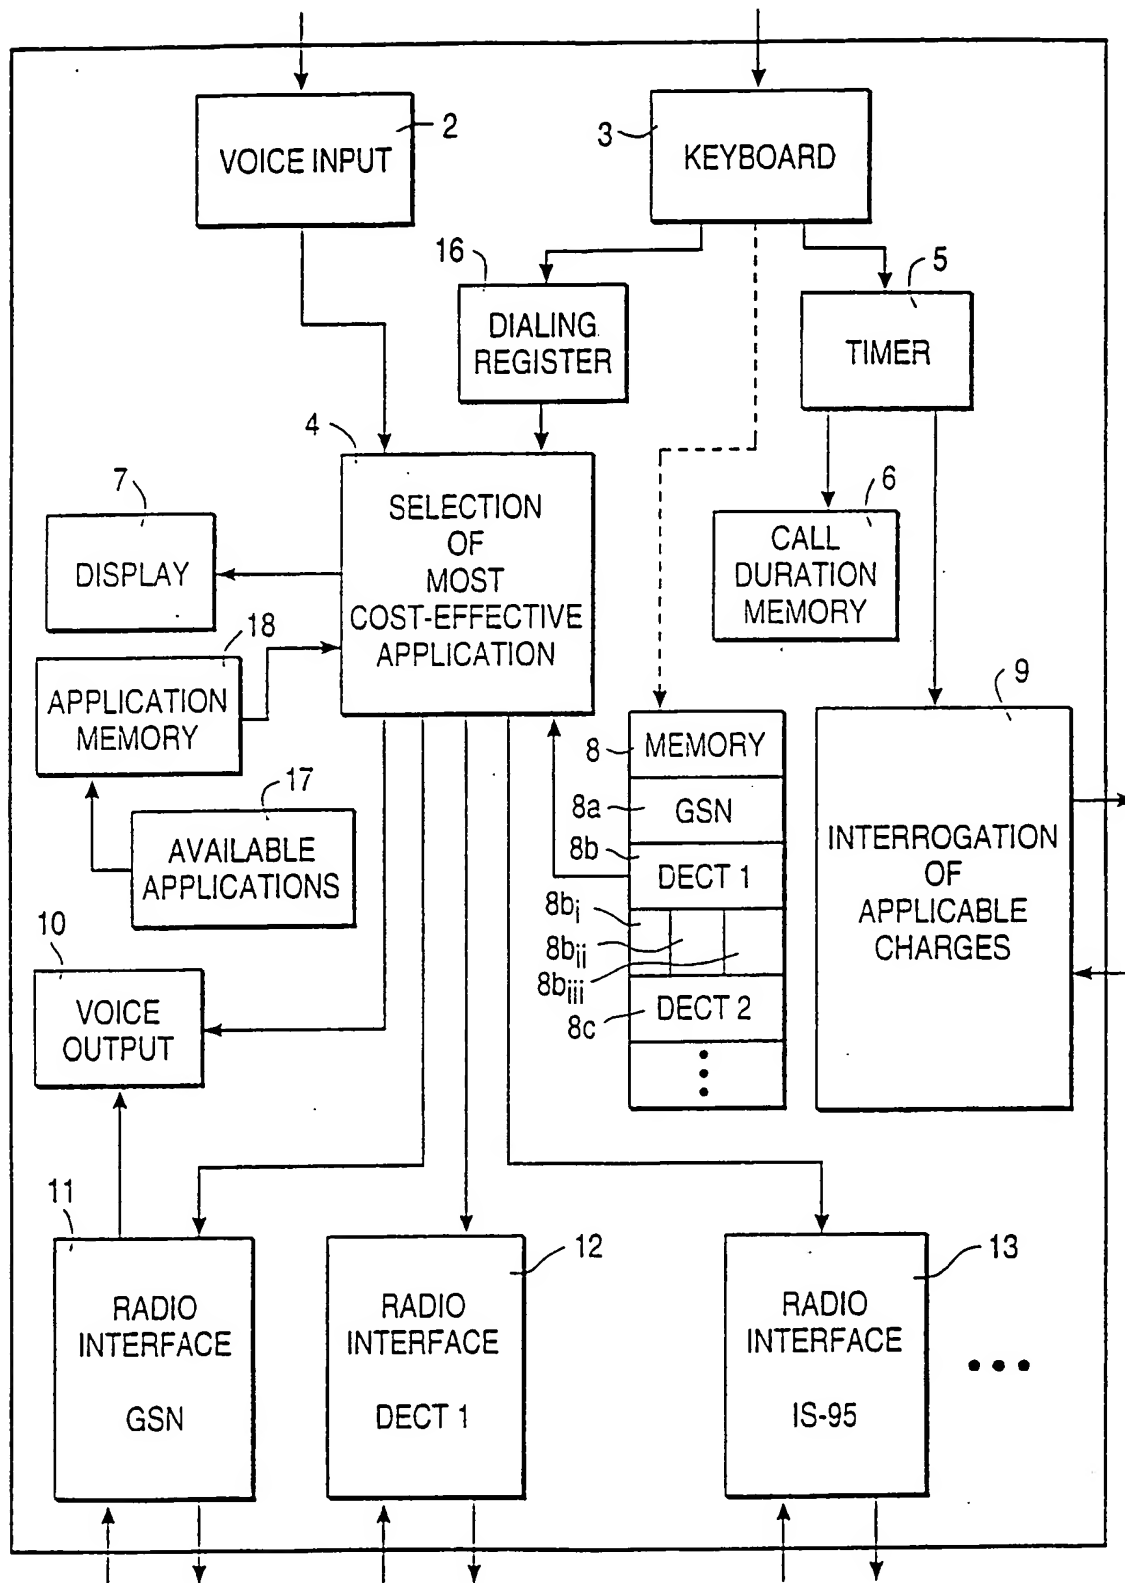 2
VOICE INPUT
3
KEYBOARD
16
DIALING
REGISTER
5
TIMER
4
SELECTION
OF
MOST
COST-EFFECTIVE
APPLICATION
7
DISPLAY
6
CALL
DURATION
MEMORY
18
APPLICATION
MEMORY
17
AVAILABLE
APPLICATIONS
8
MEMORY
8a
GSN
8b
DECT 1
8bi
8bii
8biii
8c
DECT 2
9
INTERROGATION
OF
APPLICABLE
CHARGES
10
VOICE
OUTPUT
11
RADIO
INTERFACE
GSN
12
RADIO
INTERFACE
DECT 1
13
RADIO
INTERFACE
IS-95